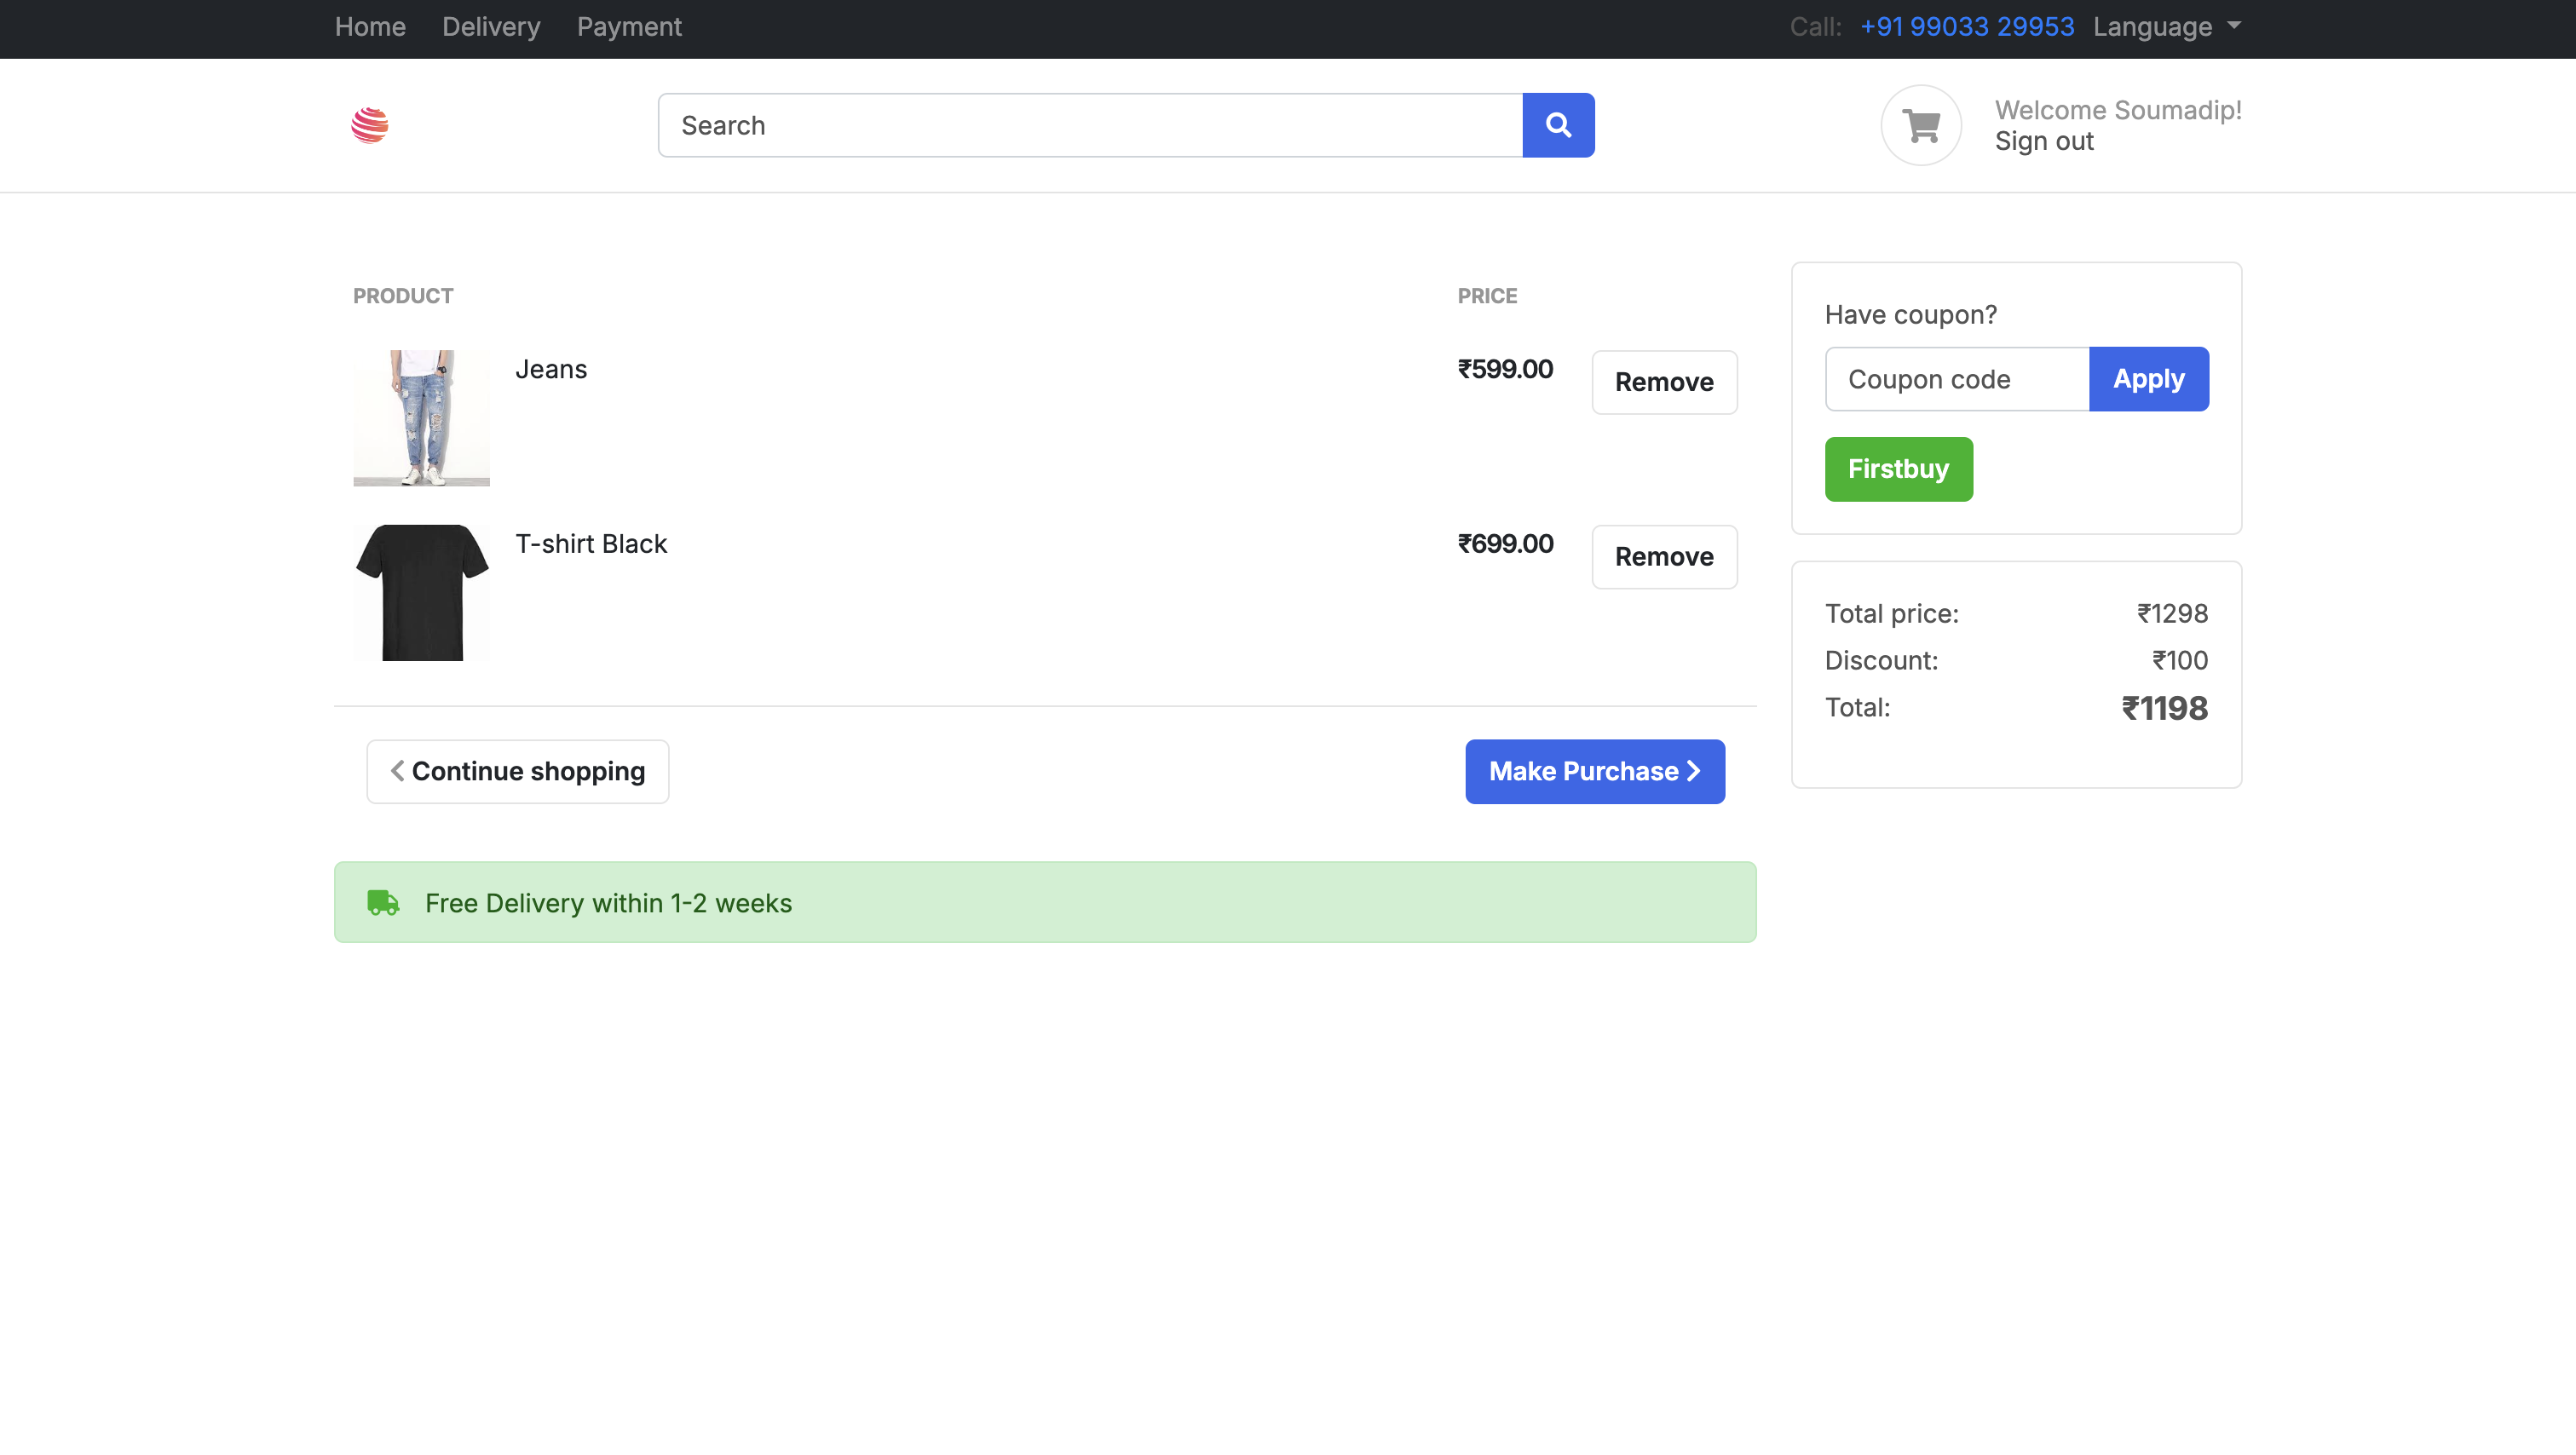 Home Delivery Payment Call: +91 99033 29953 Language
Search
Welcome Soumadip!
Sign out
PRODUCT PRICE
Jeans ₹599.00 Remove
T-shirt Black ₹699.00 Remove
Continue shopping Make Purchase
Free Delivery within 1-2 weeks
Have coupon?
Coupon code Apply
Firstbuy
Total price: ₹1298
Discount: ₹100
Total: ₹1198